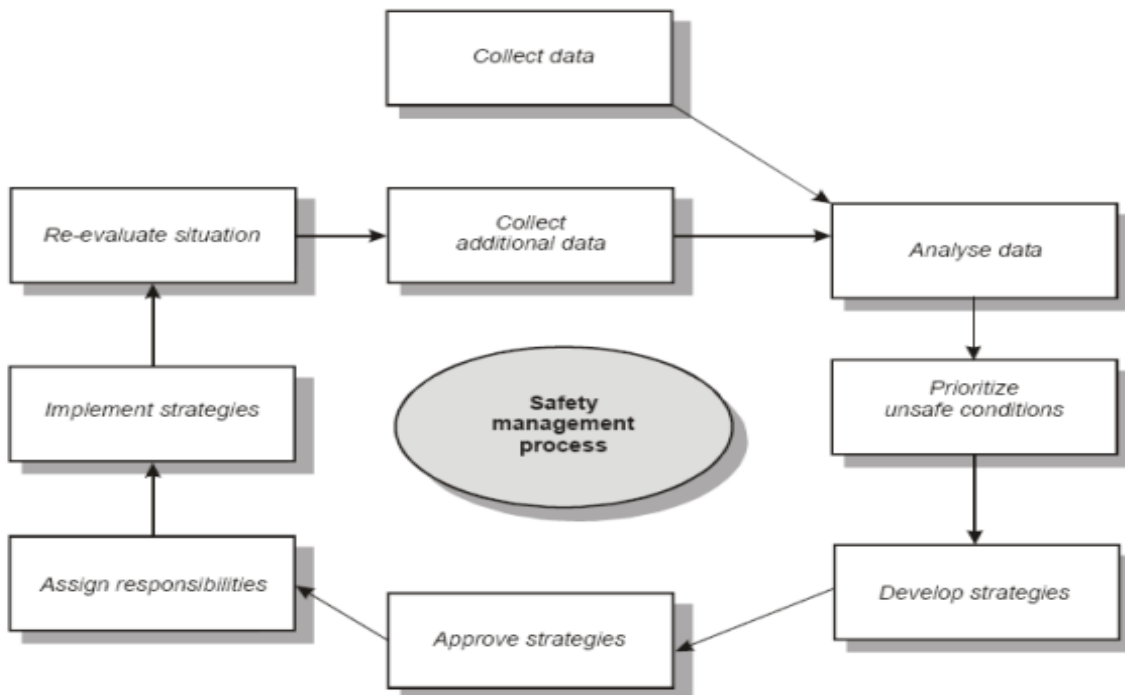 Collect data
Re-evaluate situation
Collect
additional data
Analyse data
Implement strategies
Safety
management
process
Prioritize
unsafe conditions
Assign responsibilities
Approve strategies
Develop strategies